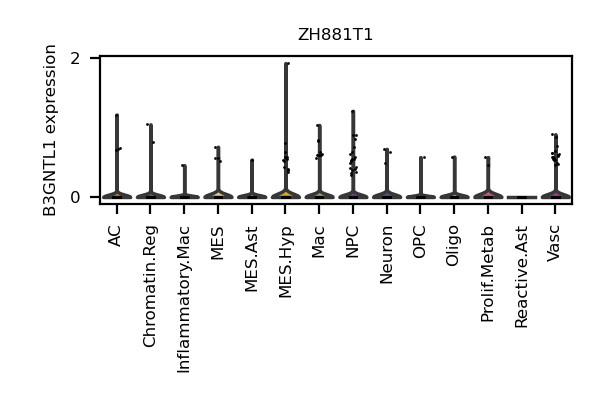 ZH881T1
B3GNTL1 expression
2
0
AC
Chromatin.Reg
Inflammatory.Mac
MES
MES.Ast
MES.Hyp
Mac
NPC
Neuron
OPC
Oligo
Prolif.Metab
Reactive.Ast
Vasc